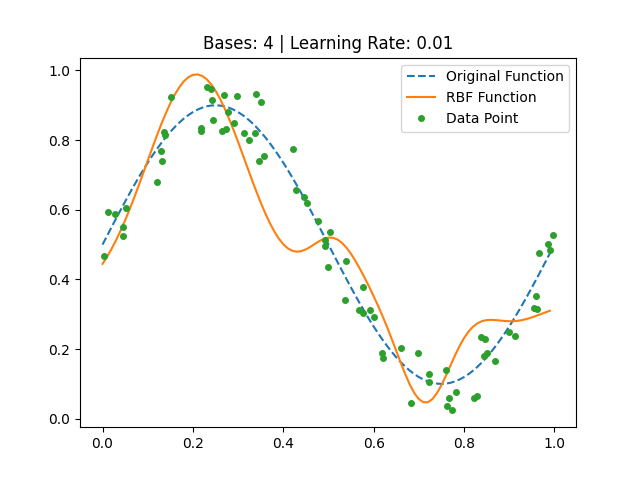 Bases: 4 | Learning Rate: 0.01
Original Function
RBF Function
Data Point
1.0
0.8
0.6
0.4
0.2
0.0
0.0 0.2 0.4 0.6 0.8 1.0